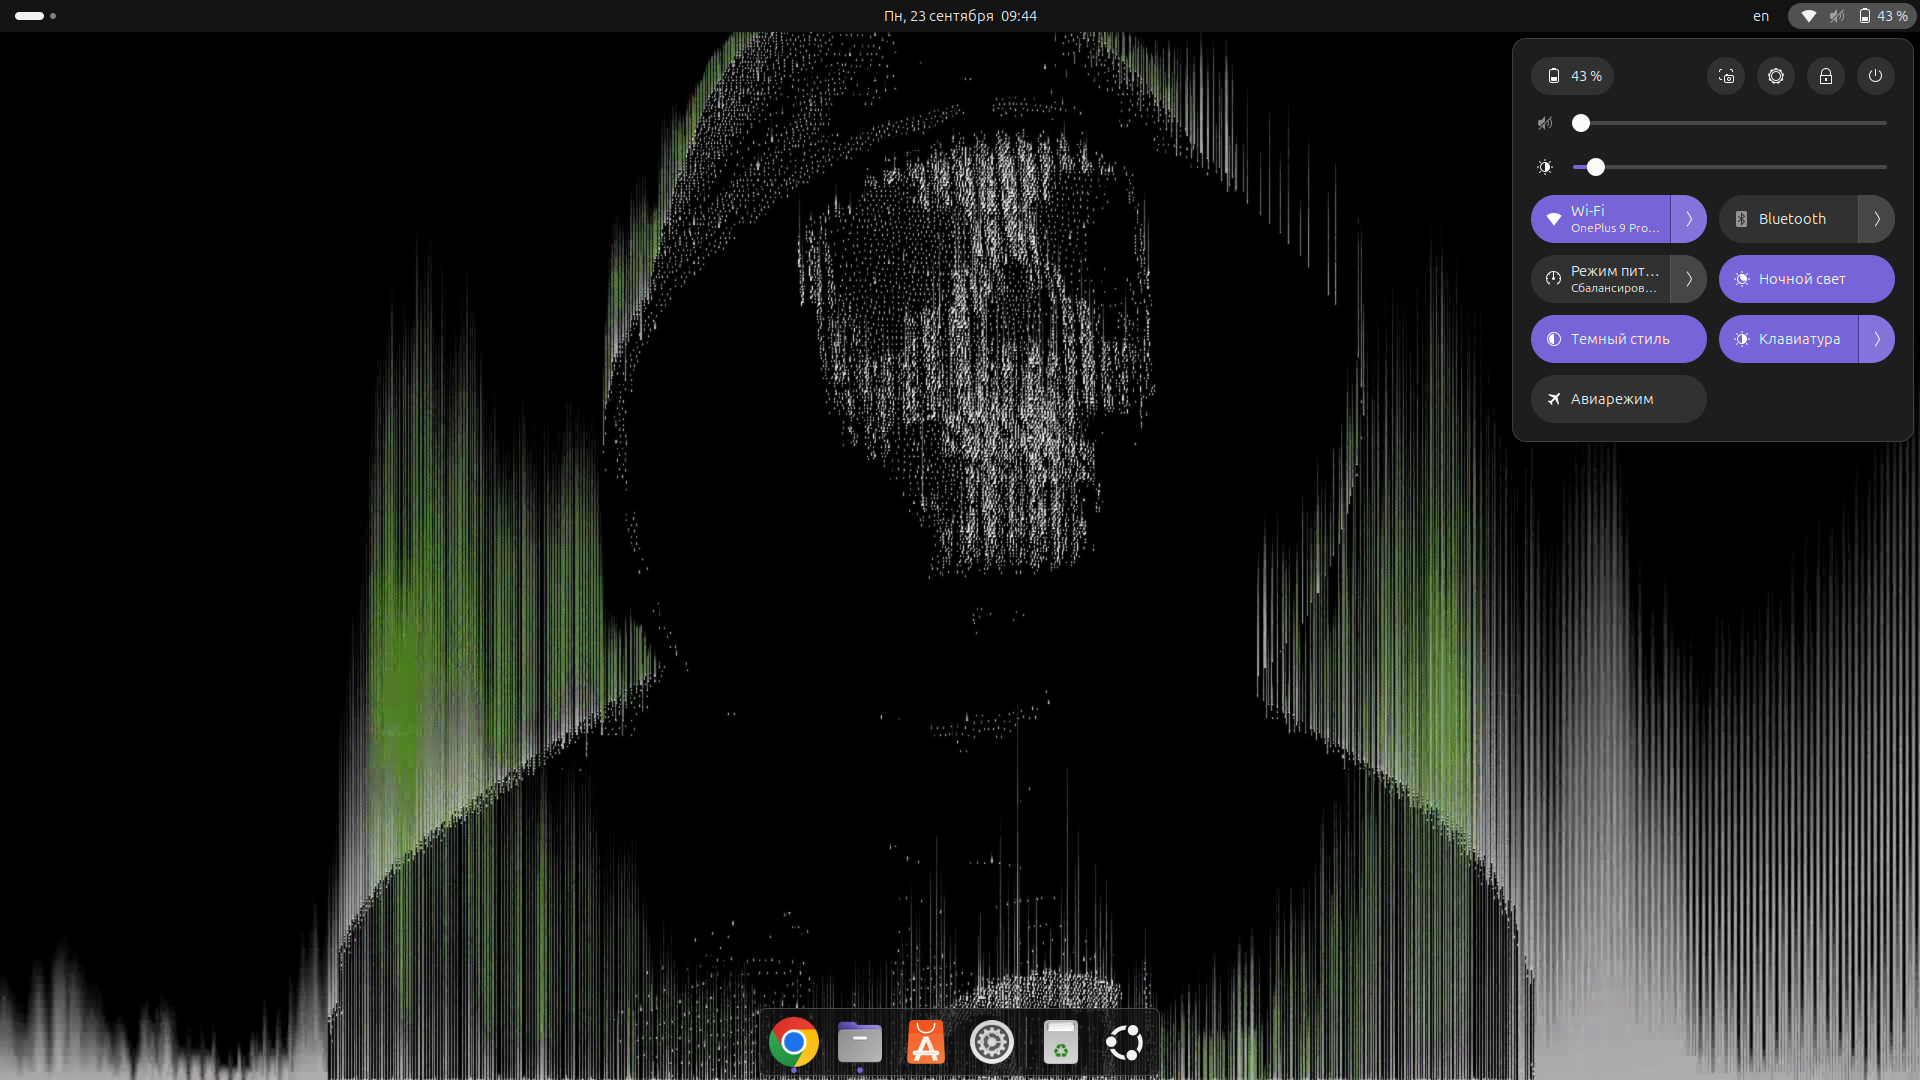 Пн, 23 сентября 09:44
en
43 %
43 %
Wi-Fi
OnePlus 9 Pro…
Bluetooth
Режим пит…
Сбалансиров…
Ночной свет
Темный стиль
Клавиатура
Авиарежим